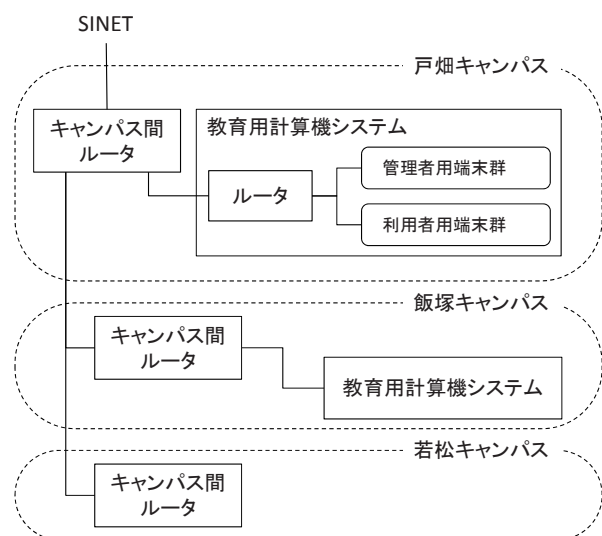 SINET
戸畑キャンパス
キャンパス間
ルータ
教育用計算機システム
ルータ
管理者用端末群
利用者用端末群
飯塚キャンパス
キャンパス間
ルータ
教育用計算機システム
若松キャンパス
キャンパス間
ルータ